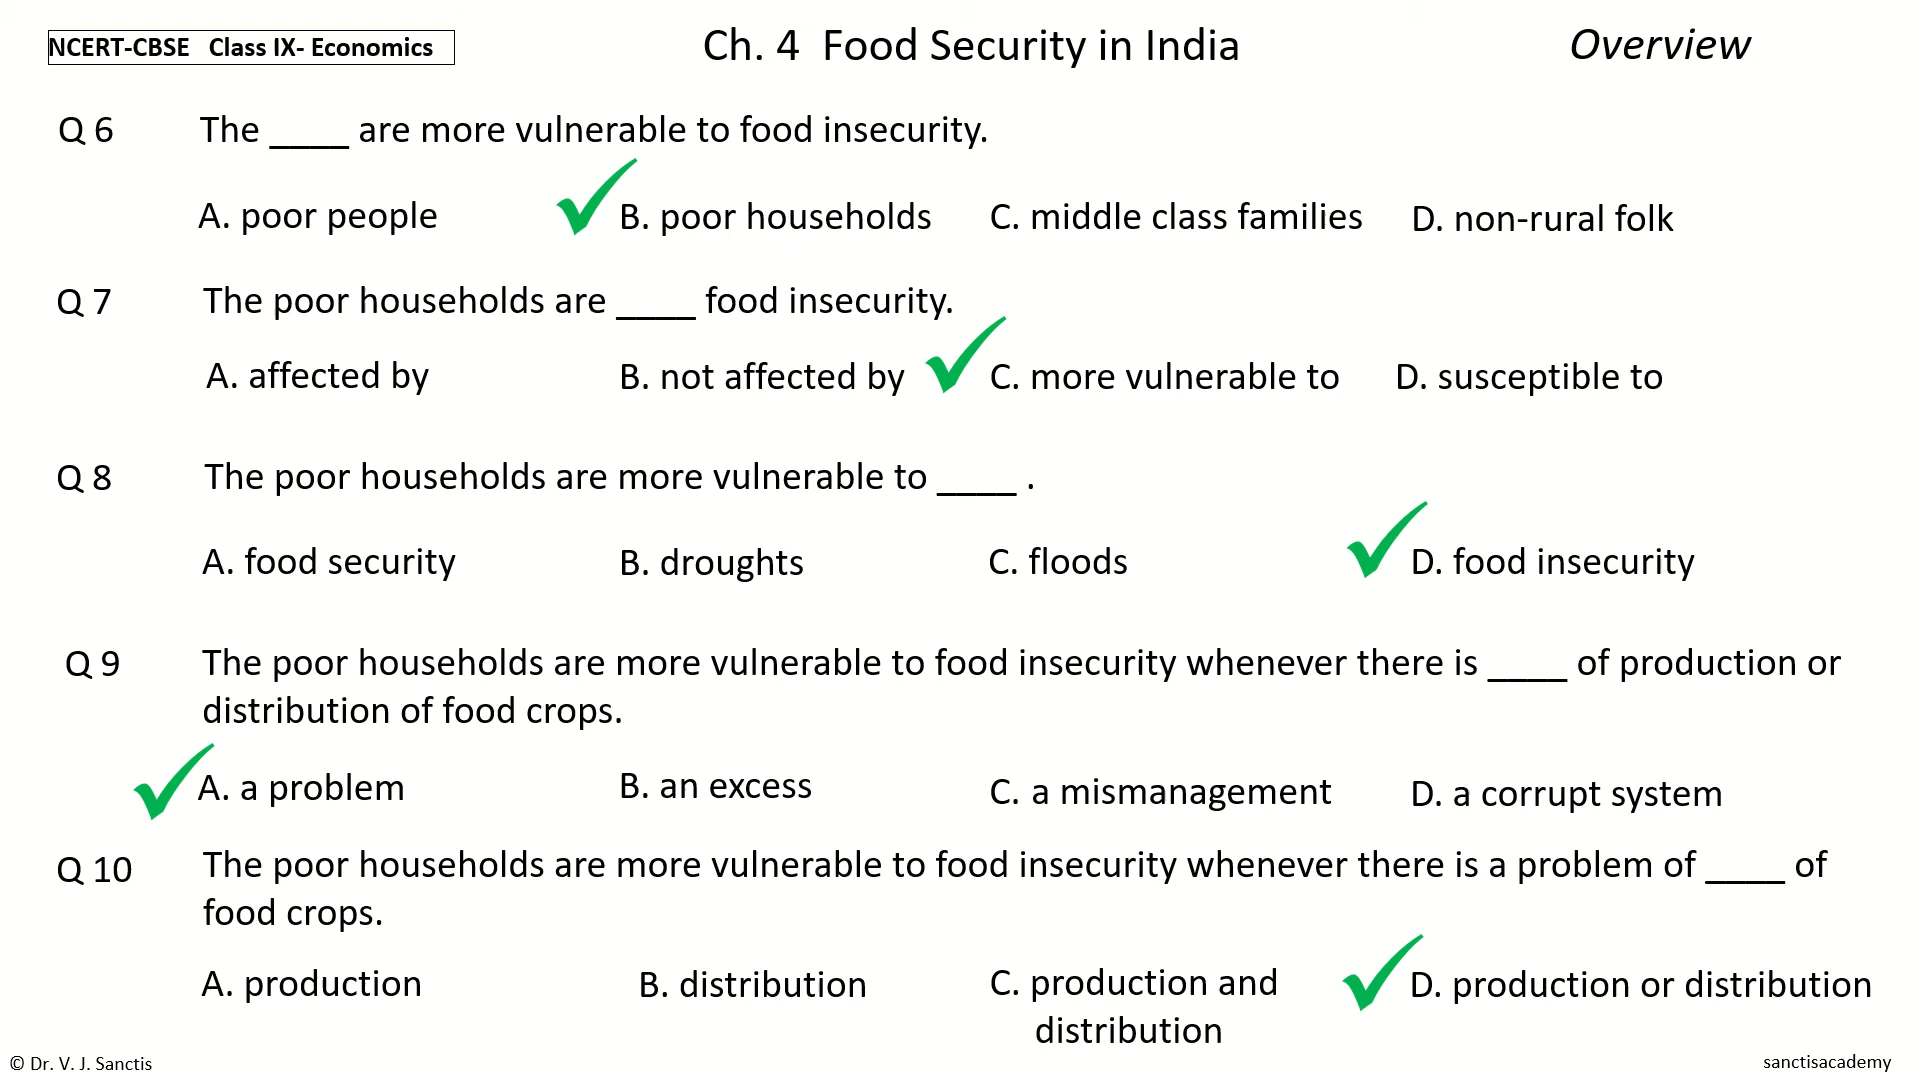 NCERT-CBSE Class IX- Economics
Ch. 4 Food Security in India
Overview
Q 6 The ____ are more vulnerable to food insecurity.
A. poor people B. poor households C. middle class families D. non-rural folk
Q 7 The poor households are ____ food insecurity.
A. affected by B. not affected by C. more vulnerable to D. susceptible to
Q 8 The poor households are more vulnerable to ____ .
A. food security B. droughts C. floods D. food insecurity
Q 9 The poor households are more vulnerable to food insecurity whenever there is ____ of production or
distribution of food crops.
A. a problem B. an excess C. a mismanagement D. a corrupt system
Q 10 The poor households are more vulnerable to food insecurity whenever there is a problem of ____ of
food crops.
A. production B. distribution C. production and D. production or distribution
distribution
© Dr. V. J. Sanctis
sanctisacademy